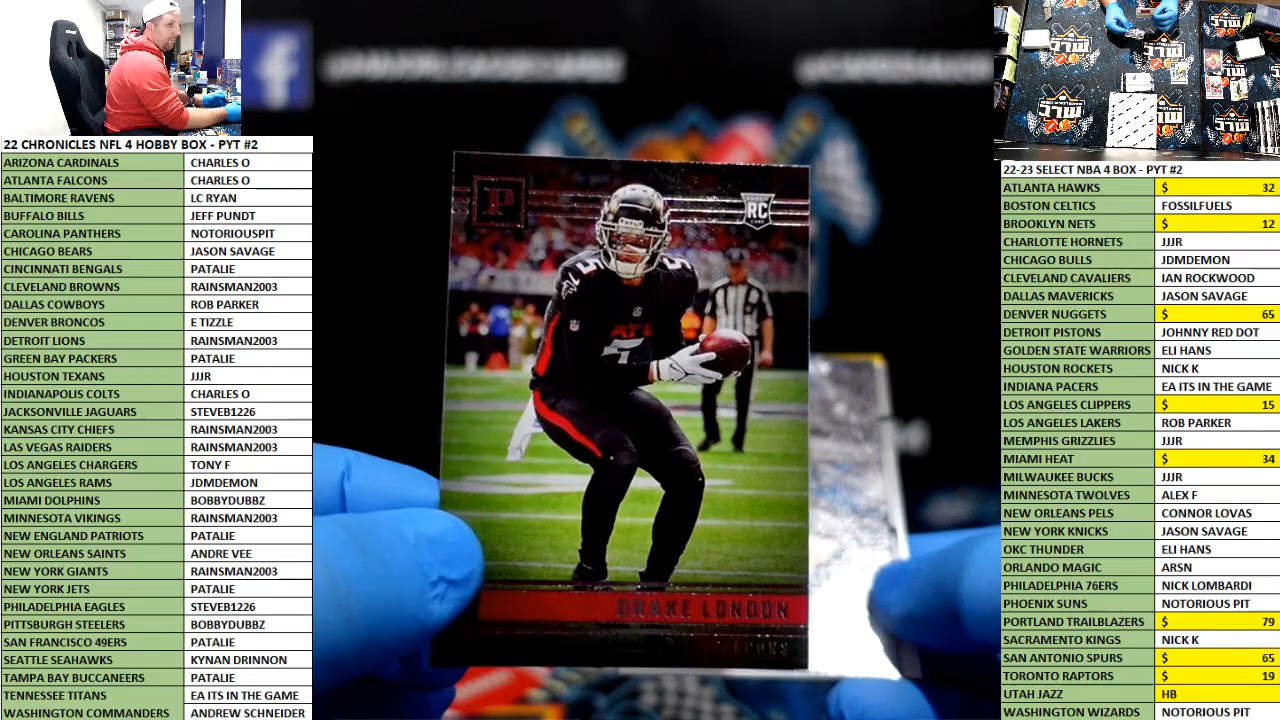 22 CHRONICLES NFL 4 HOBBY BOX - PYT #2
ARIZONA CARDINALS CHARLES O
ATLANTA FALCONS CHARLES O
BALTIMORE RAVENS LC RYAN
BUFFALO BILLS JEFF PUNDT
CAROLINA PANTHERS NOTORIOUSPIT
CHICAGO BEARS JASON SAVAGE
CINCINNATI BENGALS PATALIE
CLEVELAND BROWNS RAINSMAN2003
DALLAS COWBOYS ROB PARKER
DENVER BRONCOS E TIZZLE
DETROIT LIONS RAINSMAN2003
GREEN BAY PACKERS PATALIE
HOUSTON TEXANS JJJR
INDIANAPOLIS COLTS CHARLES O
JACKSONVILLE JAGUARS STEVEB1226
KANSAS CITY CHIEFS RAINSMAN2003
LAS VEGAS RAIDERS RAINSMAN2003
LOS ANGELES CHARGERS TONY F
LOS ANGELES RAMS JDMDEMON
MIAMI DOLPHINS BOBBYDUBBZ
MINNESOTA VIKINGS RAINSMAN2003
NEW ENGLAND PATRIOTS PATALIE
NEW ORLEANS SAINTS ANDRE VEE
NEW YORK GIANTS RAINSMAN2003
NEW YORK JETS PATALIE
PHILADELPHIA EAGLES STEVEB1226
PITTSBURGH STEELERS BOBBYDUBBZ
SAN FRANCISCO 49ERS PATALIE
SEATTLE SEAHAWKS KYNAN DRINNON
TAMPA BAY BUCCANEERS PATALIE
TENNESSEE TITANS EA ITS IN THE GAME
WASHINGTON COMMANDERS ANDREW SCHNEIDER
P
RC
5
ATL
5
DRAKE LONDON
FALCONS
22-23 SELECT NBA 4 BOX - PYT #2
ATLANTA HAWKS $ 32
BOSTON CELTICS FOSSILFUELS
BROOKLYN NETS $ 12
CHARLOTTE HORNETS JJJR
CHICAGO BULLS JDMDEMON
CLEVELAND CAVALIERS IAN ROCKWOOD
DALLAS MAVERICKS JASON SAVAGE
DENVER NUGGETS $ 65
DETROIT PISTONS JOHNNY RED DOT
GOLDEN STATE WARRIORS ELI HANS
HOUSTON ROCKETS NICK K
INDIANA PACERS EA ITS IN THE GAME
LOS ANGELES CLIPPERS $ 15
LOS ANGELES LAKERS ROB PARKER
MEMPHIS GRIZZLIES JJJR
MIAMI HEAT $ 34
MILWAUKEE BUCKS JJJR
MINNESOTA TWOLVES ALEX F
NEW ORLEANS PELS CONNOR LOVAS
NEW YORK KNICKS JASON SAVAGE
OKC THUNDER ELI HANS
ORLANDO MAGIC ARSN
PHILADELPHIA 76ERS NICK LOMBARDI
PHOENIX SUNS NOTORIOUS PIT
PORTLAND TRAILBLAZERS $ 79
SACRAMENTO KINGS NICK K
SAN ANTONIO SPURS $ 65
TORONTO RAPTORS $ 19
UTAH JAZZ HB
WASHINGTON WIZARDS NOTORIOUS PIT